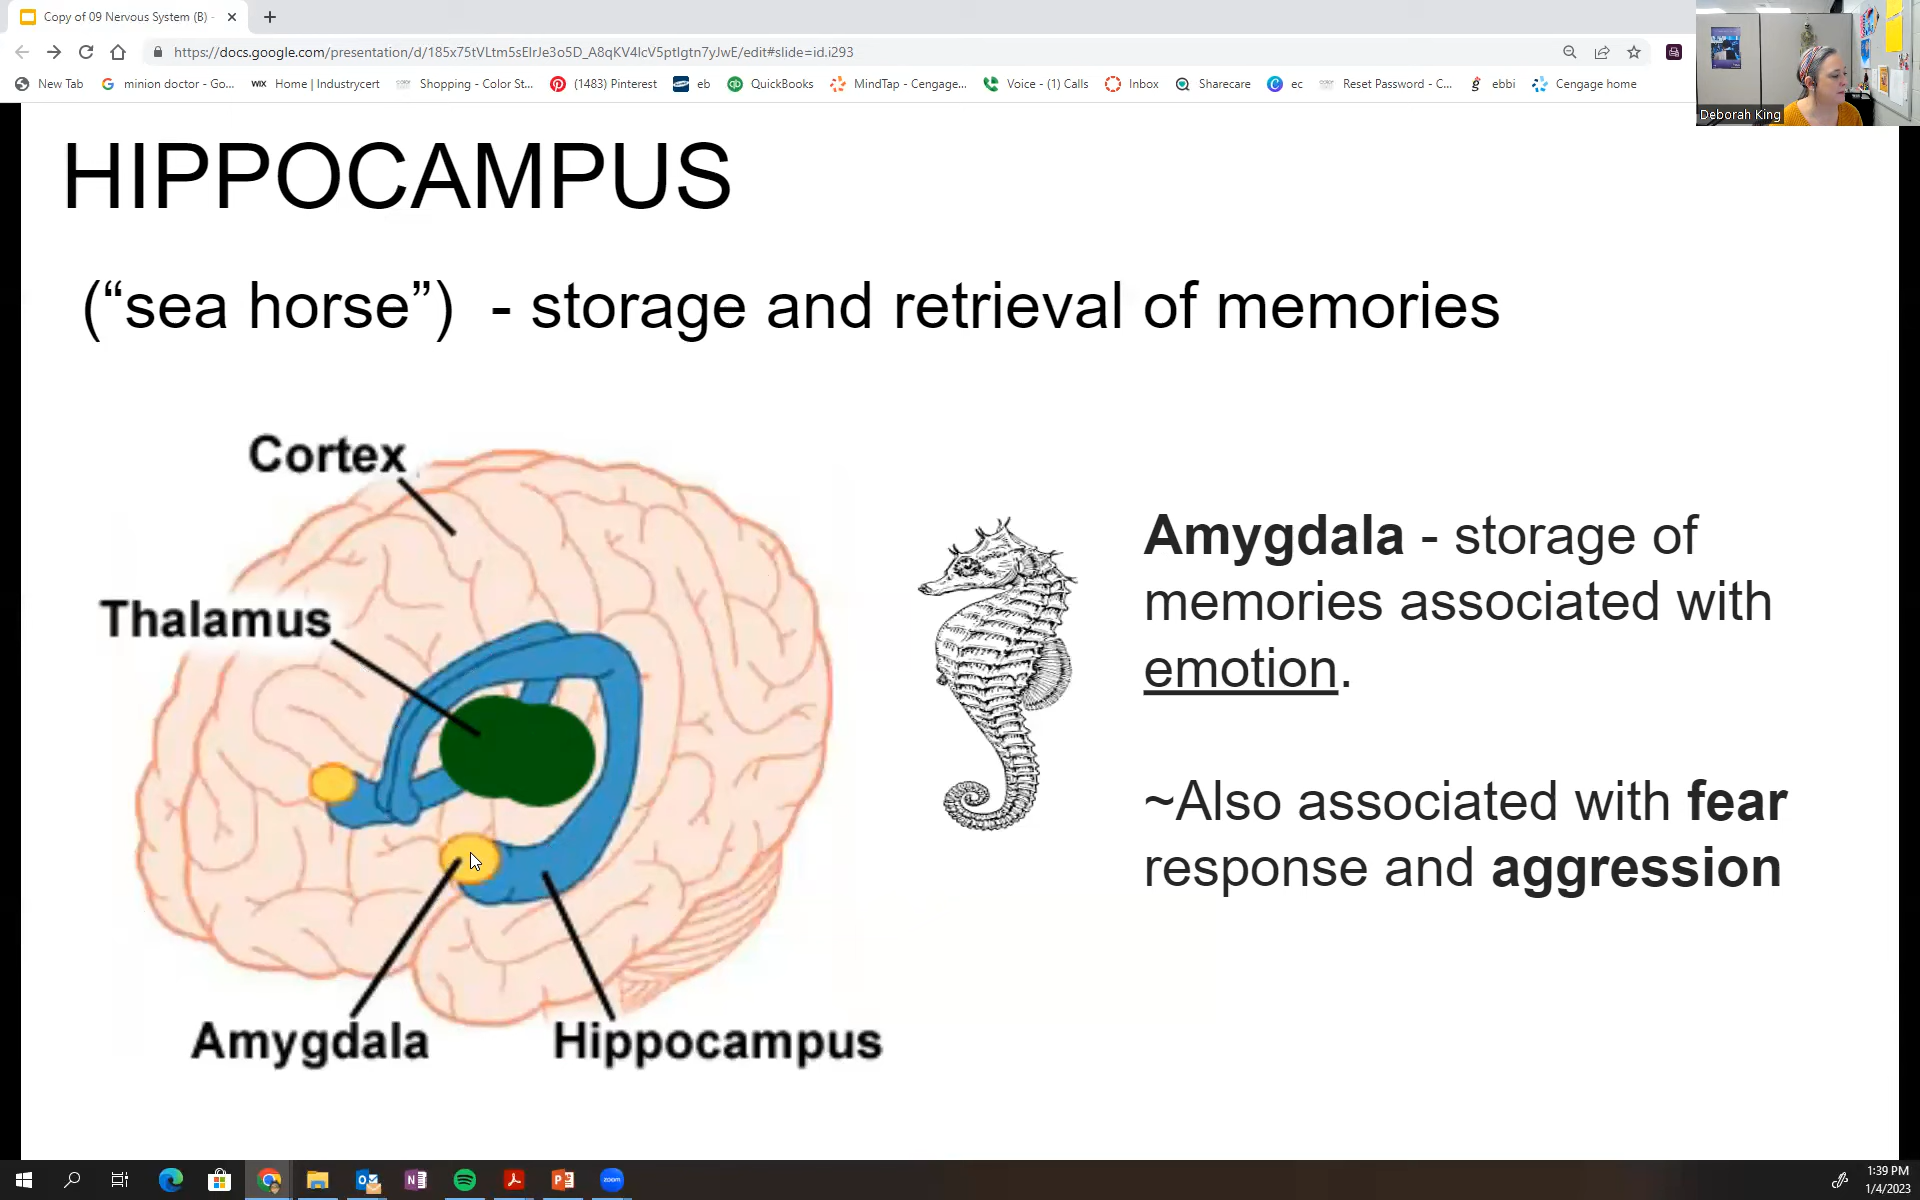 Copy of 09 Nervous System (B) -
https://docs.google.com/presentation/d/185x75tVLtm5sEIrJe3o5D_A8qKV4lcV5ptlgtn7yJwE/edit#slide=id.i293
New Tab
minion doctor - Go...
WIX Home | Industrycert
Shopping - Color St...
(1483) Pinterest
eb
QuickBooks
MindTap - Cengage...
Voice - (1) Calls
Inbox
Sharecare
ec
Reset Password - C...
ebbi
Cengage home
Deborah King
HIPPOCAMPUS
(“sea horse”) - storage and retrieval of memories
Cortex
Thalamus
Amygdala
Hippocampus
Amygdala - storage of
memories associated with
emotion.
~Also associated with fear
response and aggression
zoom
1:39 PM
1/4/2023